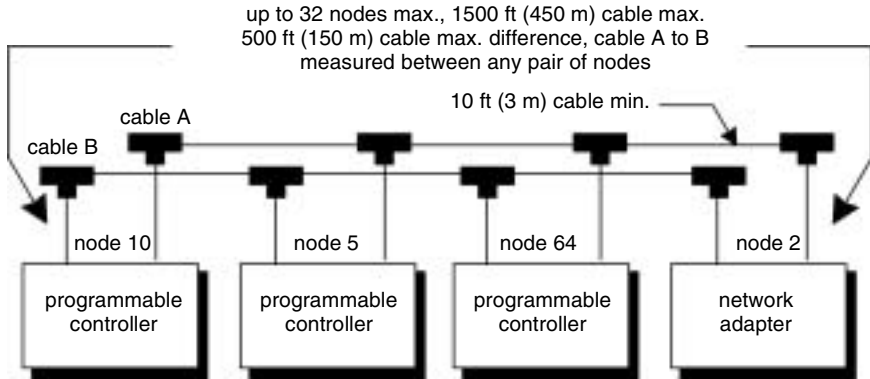 up to 32 nodes max., 1500 ft (450 m) cable max.
500 ft (150 m) cable max. difference, cable A to B
measured between any pair of nodes
10 ft (3 m) cable min.
cable A
cable B
node 10
node 5
node 64
node 2
programmable
controller
programmable
controller
programmable
controller
network
adapter